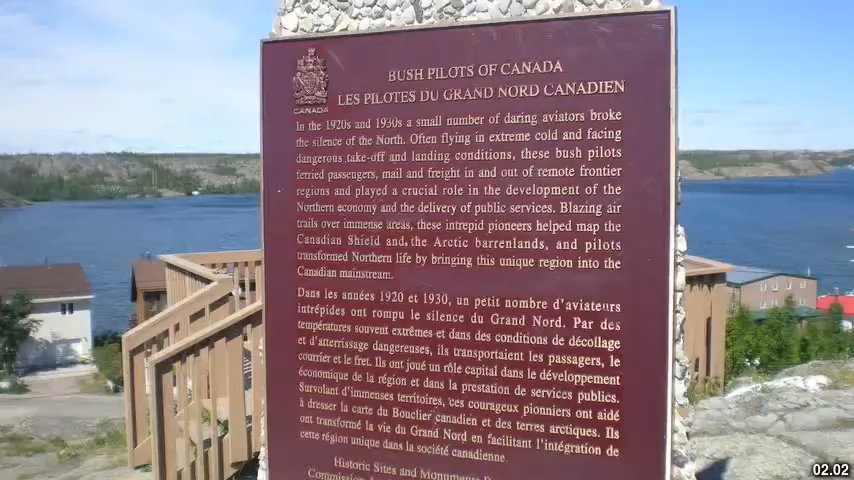 CANADA
BUSH PILOTS OF CANADA
LES PILOTES DU GRAND NORD CANADIEN
In the 1920s and 1930s a small number of daring aviators broke
the silence of the North. Often flying in extreme cold and facing
dangerous take-off and landing conditions, these bush pilots
ferried passengers, mail and freight in and out of remote frontier
regions and played a crucial role in the development of the
Northern economy and the delivery of public services. Blazing air
trails over immense areas, these intrepid pioneers helped map the
Canadian Shield and, the Arctic barrenlands, and pilots
transformed Northern life by bringing this unique region into the
Canadian mainstream.
Dans les années 1920 et 1930, un petit nombre d'aviateurs
intrépides ont rompu le silence du Grand Nord. Par des
températures souvent extrêmes et dans des conditions de décollage
et d'atterrissage dangereuses, ils transportaient les passagers, le
courrier et le fret. Ils ont joué un rôle capital dans le développement
économique de la région et dans la prestation de services publics.
Survolant d'immenses territoires, ces courageux pionniers ont aidé
à dresser la carte du Bouclier canadien et des terres arctiques. Ils
ont transformé la vie du Grand Nord en facilitant l'intégration de
cette région unique dans la société canadienne.
Historic Sites and Monuments
02.02